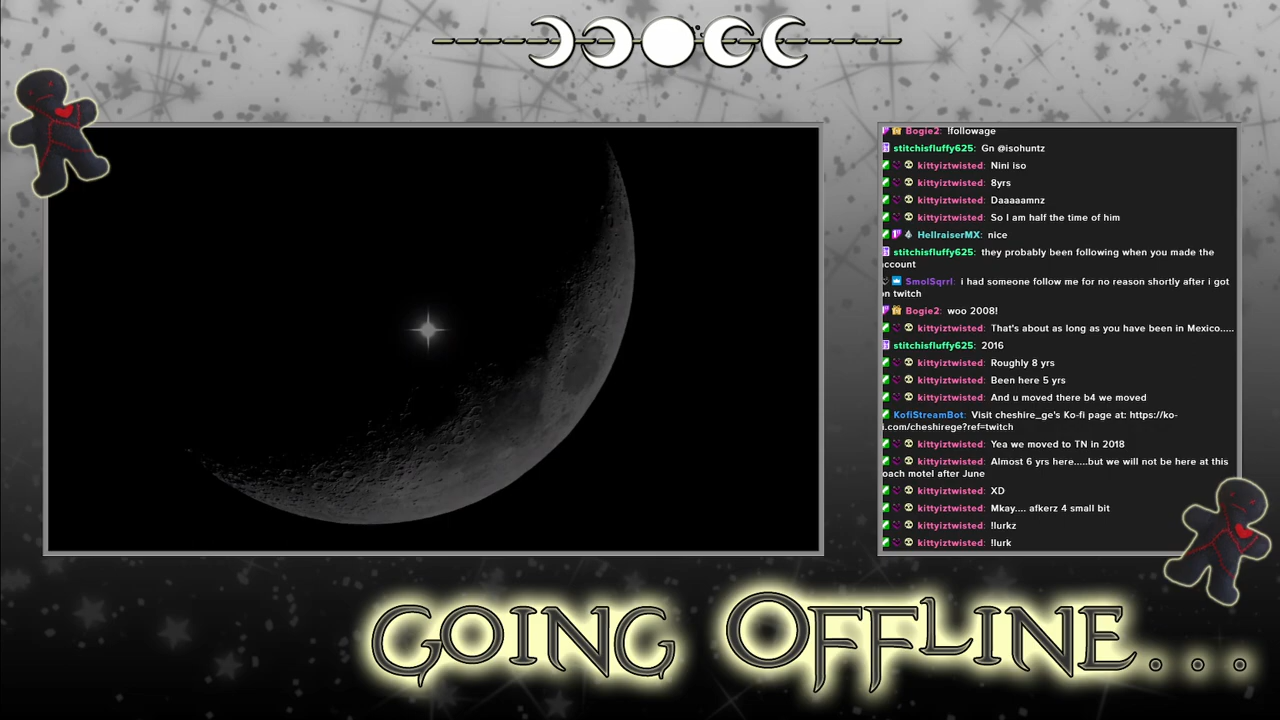 Bogie2: !followage
stitchisfluffy625: Gn @isohuntz
kittyiztwisted: Nini iso
kittyiztwisted: 8yrs
kittyiztwisted: Daaaaamnz
kittyiztwisted: So I am half the time of him
HellraiserMX: nice
stitchisfluffy625: they probably been following when you made the
ccount
SmolSqrrl: i had someone follow me for no reason shortly after i got
n twitch
Bogie2: woo 2008!
kittyiztwisted: That's about as long as you have been in Mexico.....
stitchisfluffy625: 2016
kittyiztwisted: Roughly 8 yrs
kittyiztwisted: Been here 5 yrs
kittyiztwisted: And u moved there b4 we moved
KofiStreamBot: Visit cheshire_ge's Ko-fi page at: https://ko-
i.com/cheshirege?ref=twitch
kittyiztwisted: Yea we moved to TN in 2018
kittyiztwisted: Almost 6 yrs here.....but we will not be here at this
oach motel after June
kittyiztwisted: XD
kittyiztwisted: Mkay.... afkerz 4 small bit
kittyiztwisted: !lurkz
kittyiztwisted: !lurk
GOING OFFLINE...